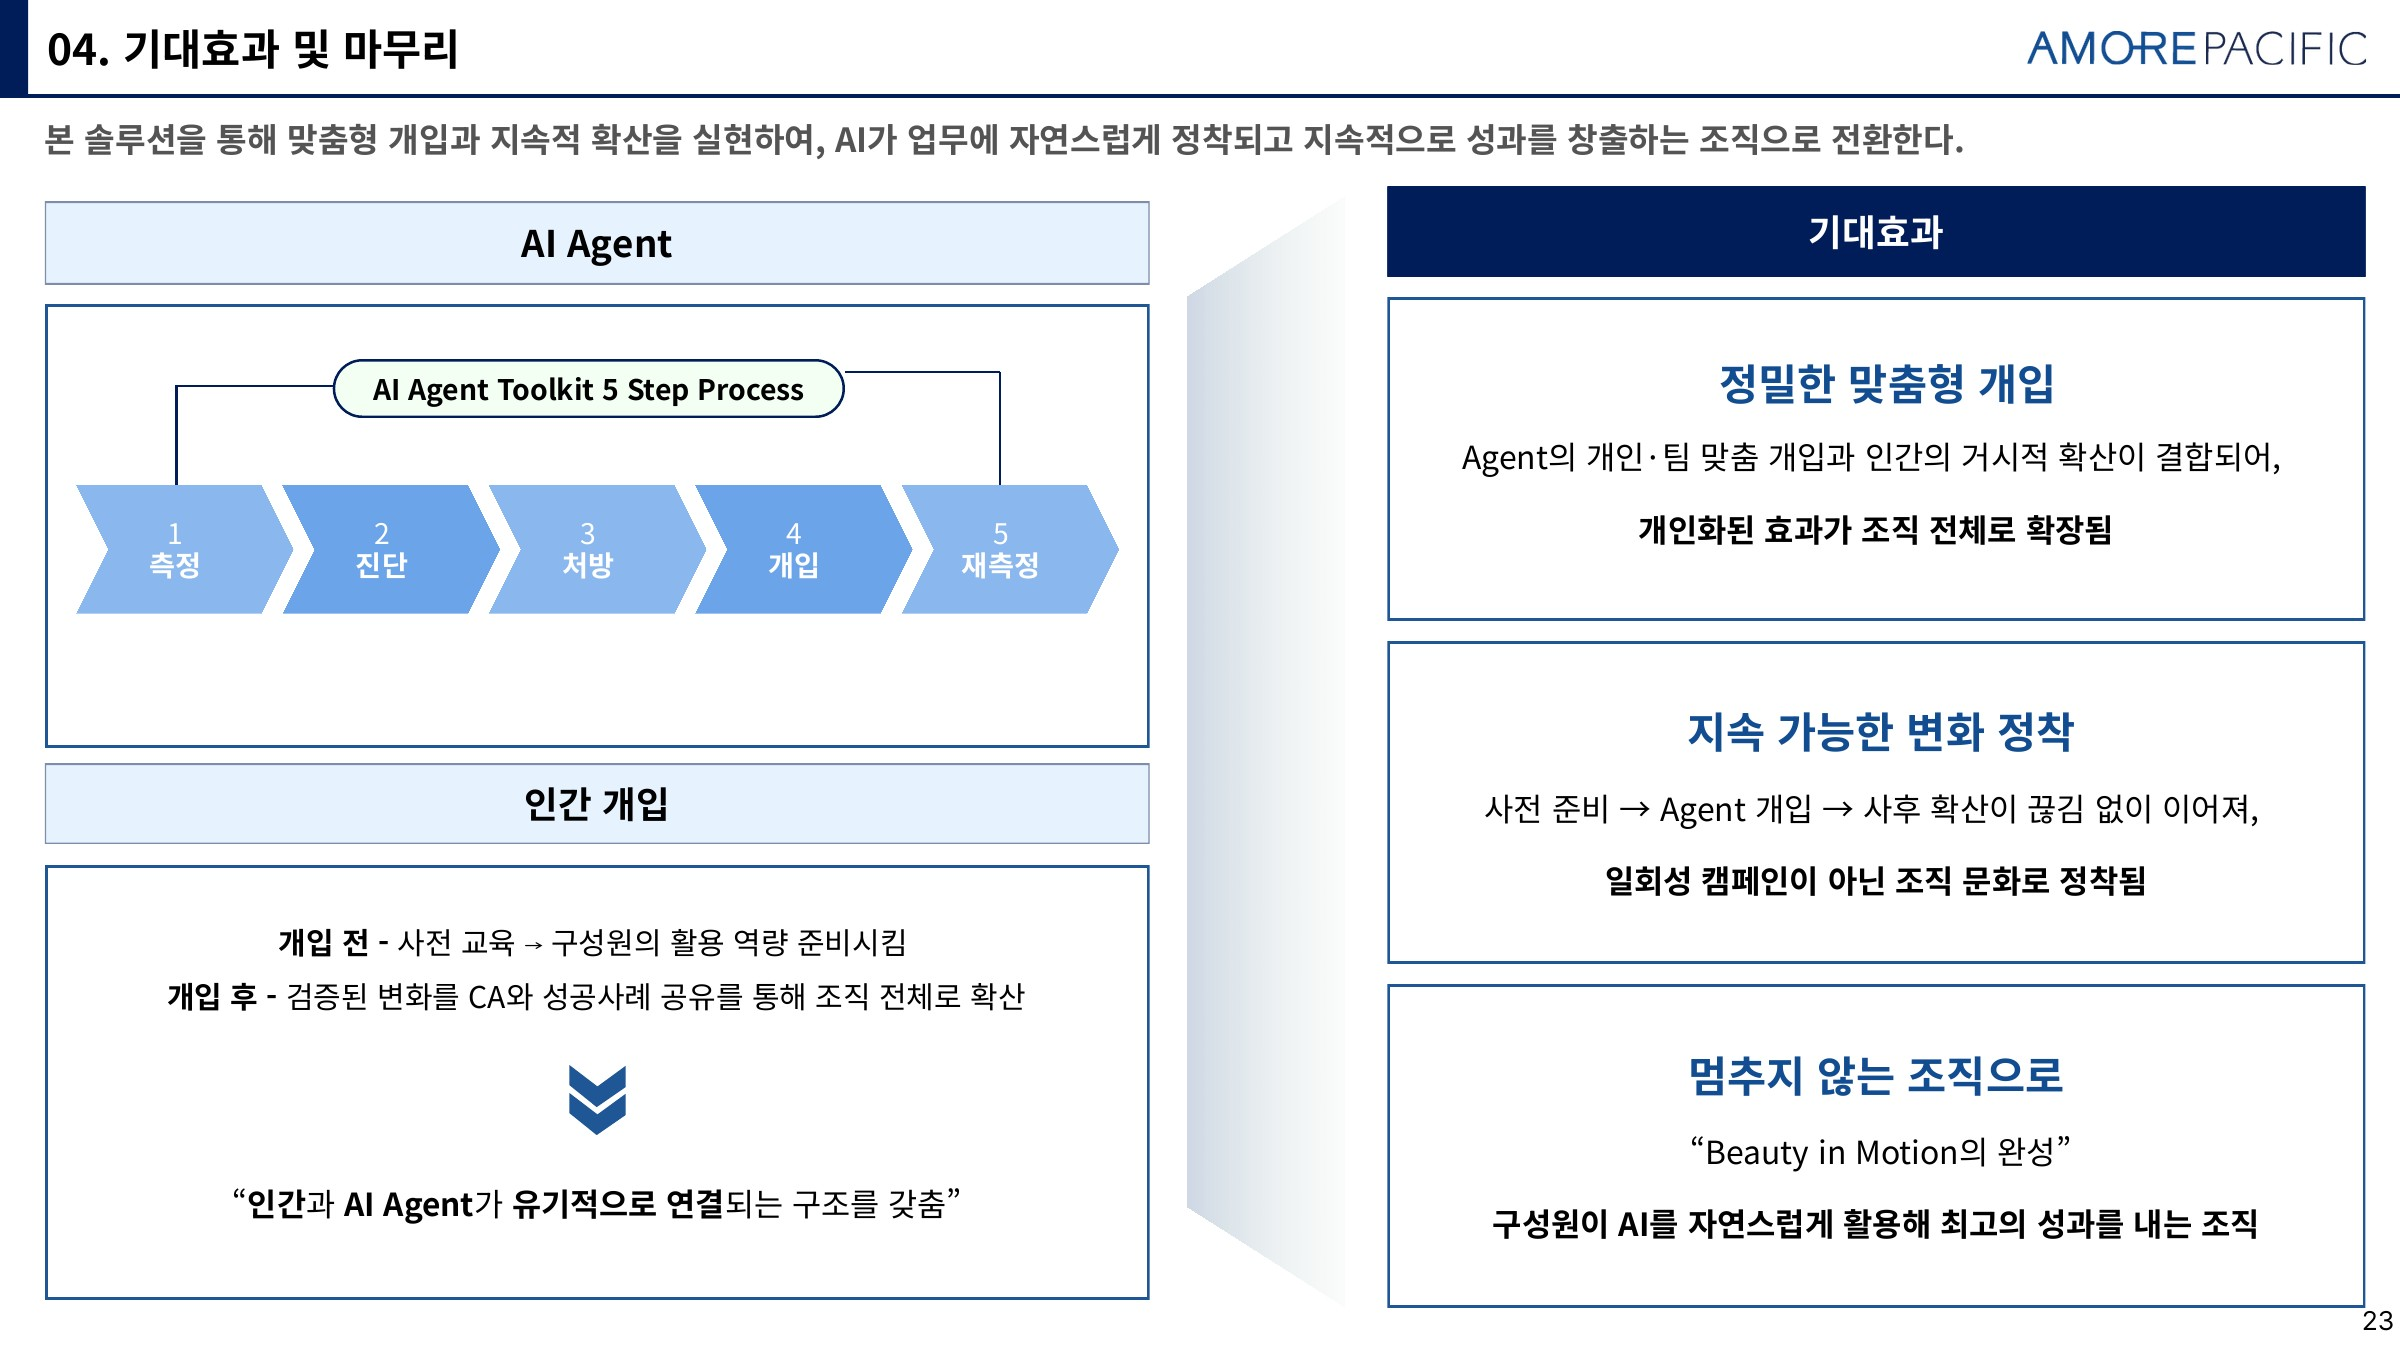 04. 기대효과 및 마무리
AMOREPACIFIC
본 솔루션을 통해 맞춤형 개입과 지속적 확산을 실현하여, AI가 업무에 자연스럽게 정착되고 지속적으로 성과를 창출하는 조직으로 전환한다.
AI Agent
AI Agent Toolkit 5 Step Process
1
측정
2
진단
3
처방
4
개입
5
재측정
인간 개입
개입 전 - 사전 교육 → 구성원의 활용 역량 준비시킴
개입 후 - 검증된 변화를 CA와 성공사례 공유를 통해 조직 전체로 확산
“인간과 AI Agent가 유기적으로 연결되는 구조를 갖춤”
기대효과
정밀한 맞춤형 개입
Agent의 개인·팀 맞춤 개입과 인간의 거시적 확산이 결합되어,
개인화된 효과가 조직 전체로 확장됨
지속 가능한 변화 정착
사전 준비 → Agent 개입 → 사후 확산이 끊김 없이 이어져,
일회성 캠페인이 아닌 조직 문화로 정착됨
멈추지 않는 조직으로
“Beauty in Motion의 완성”
구성원이 AI를 자연스럽게 활용해 최고의 성과를 내는 조직
23